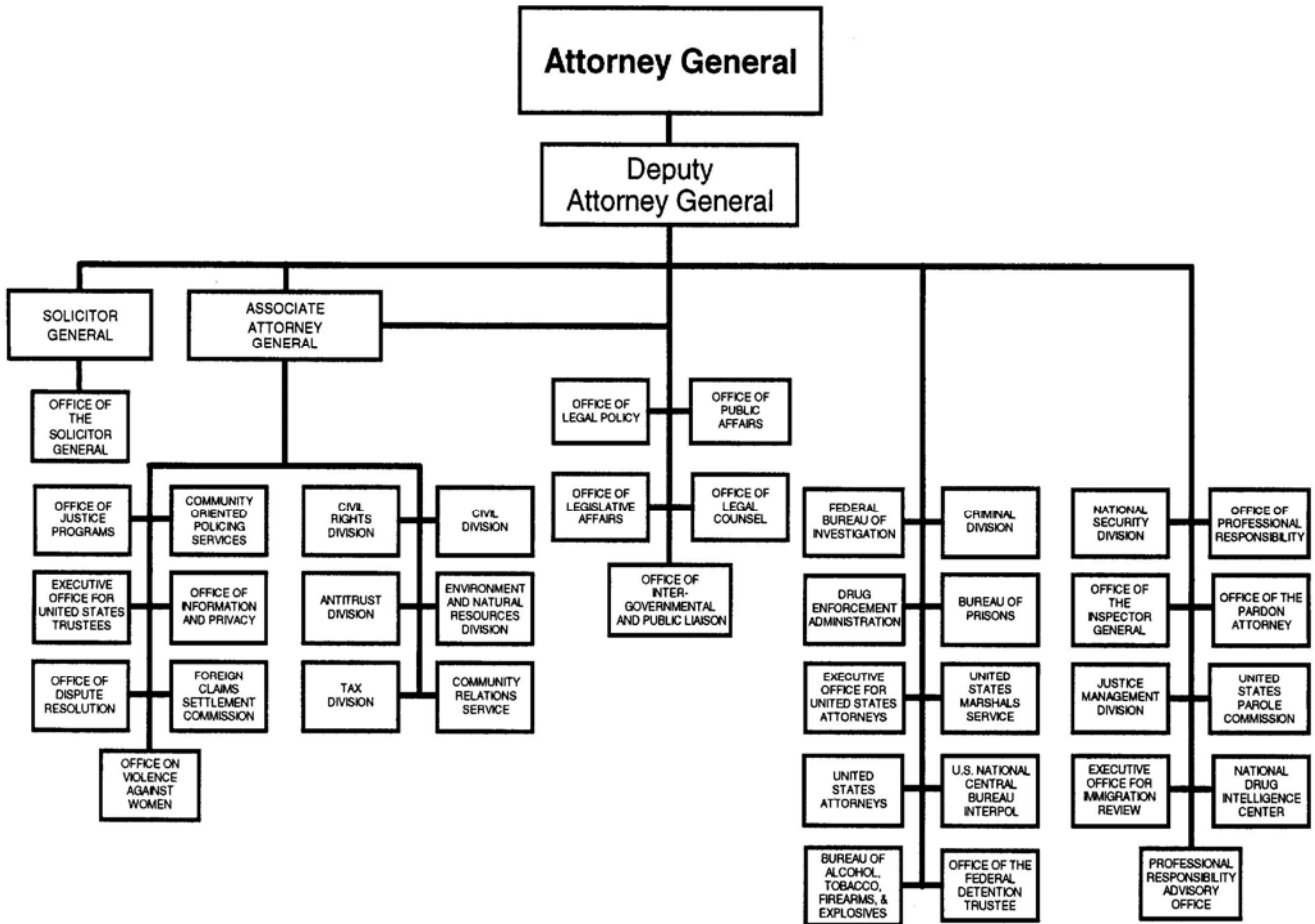 Attorney General
Deputy
Attorney General
SOLICITOR
GENERAL
ASSOCIATE
ATTORNEY
GENERAL
OFFICE OF
THE
SOLICITOR
GENERAL
OFFICE OF
LEGAL POLICY
OFFICE OF
PUBLIC
AFFAIRS
OFFICE OF
LEGISLATIVE
AFFAIRS
OFFICE OF
LEGAL
COUNSEL
OFFICE OF
INTER-
GOVERNMENTAL
AND PUBLIC LIAISON
OFFICE OF
JUSTICE
PROGRAMS
COMMUNITY
ORIENTED
POLICING
SERVICES
EXECUTIVE
OFFICE FOR
UNITED STATES
TRUSTEES
OFFICE OF
INFORMATION
AND PRIVACY
OFFICE OF
DISPUTE
RESOLUTION
FOREIGN
CLAIMS
SETTLEMENT
COMMISSION
OFFICE ON
VIOLENCE
AGAINST
WOMEN
CIVIL
RIGHTS
DIVISION
CIVIL
DIVISION
ANTITRUST
DIVISION
ENVIRONMENT
AND NATURAL
RESOURCES
DIVISION
TAX
DIVISION
COMMUNITY
RELATIONS
SERVICE
FEDERAL
BUREAU OF
INVESTIGATION
CRIMINAL
DIVISION
DRUG
ENFORCEMENT
ADMINISTRATION
BUREAU OF
PRISONS
EXECUTIVE
OFFICE FOR
UNITED STATES
ATTORNEYS
UNITED
STATES
MARSHALS
SERVICE
UNITED
STATES
ATTORNEYS
U.S. NATIONAL
CENTRAL
BUREAU
INTERPOL
BUREAU OF
ALCOHOL,
TOBACCO,
FIREARMS, &
EXPLOSIVES
OFFICE OF THE
FEDERAL
DETENTION
TRUSTEE
NATIONAL
SECURITY
DIVISION
OFFICE OF
PROFESSIONAL
RESPONSIBILITY
OFFICE OF
THE
INSPECTOR
GENERAL
OFFICE OF THE
PARDON
ATTORNEY
JUSTICE
MANAGEMENT
DIVISION
UNITED
STATES
PAROLE
COMMISSION
EXECUTIVE
OFFICE FOR
IMMIGRATION
REVIEW
NATIONAL
DRUG
INTELLIGENCE
CENTER
PROFESSIONAL
RESPONSIBILITY
ADVISORY
OFFICE